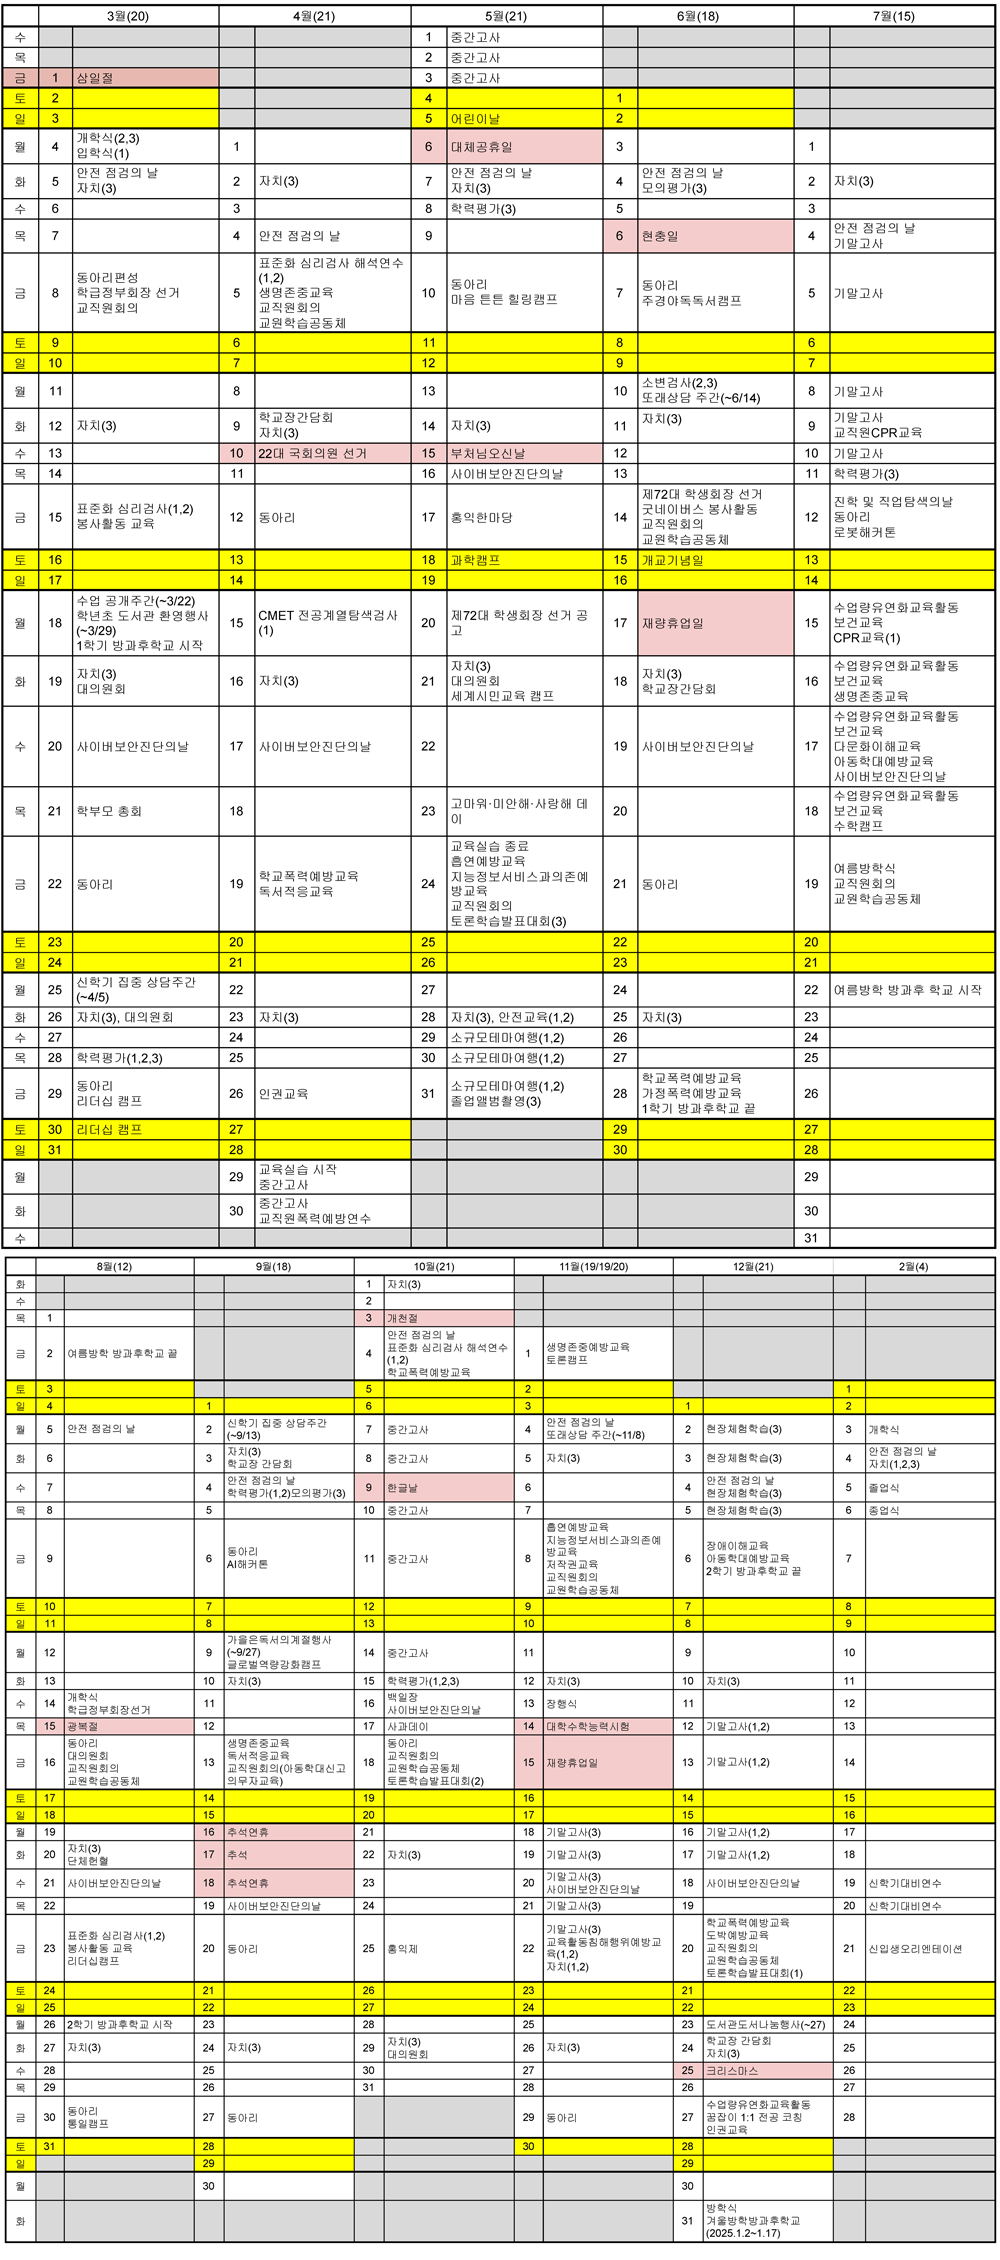 3월(20) 4월(21) 5월(21) 6월(18) 7월(15)
수 1 중간고사
목 2 중간고사
금 1 삼일절 3 중간고사
토 2 4 1
일 3 5 어린이날 2
월 4 개학식(2,3) 1 6 대체공휴일 3 1
입학식(1)
화 5 안전 점검의 날 2 자치(3) 7 안전 점검의 날 4 안전 점검의 날 2 자치(3)
자치(3) 자치(3) 모의평가(3)
수 6 3 8 학력평가(3) 5 3
목 7 4 안전 점검의 날 9 6 현충일 4 안전 점검의 날
기말고사
금 8 동아리편성 5 표준화 심리검사 해석연수 10 동아리 7 동아리 5 기말고사
학급정부회장 선거 (1,2) 마음 튼튼 힐링캠프 주경야독독서캠프
교직원회의 생명존중교육
교직원회의
교원학습공동체
토 9 6 11 8 6
일 10 7 12 9 7
월 11 8 13 10 소변검사(2,3) 8 기말고사
또래상담 주간(~6/14)
화 12 자치(3) 9 학교장간담회 14 자치(3) 11 자치(3) 9 기말고사
자치(3) 교직원CPR교육
수 13 10 22대 국회의원 선거 15 부처님오신날 12 10 기말고사
목 14 11 16 사이버보안진단의날 13 11 학력평가(3)
금 15 표준화 심리검사(1,2) 12 동아리 17 홍익한마당 14 제72대 학생회장 선거 12 진학 및 직업탐색의날
봉사활동 교육 굿네이버스 봉사활동 동아리
교직원회의 로봇해커톤
교원학습공동체
토 16 13 18 과학캠프 15 개교기념일 13
일 17 14 19 16 14
월 18 수업 공개주간(~3/22) 15 CMET 전공계열탐색검사 20 제72대 학생회장 선거 공 17 재량휴업일 15 수업량유연화교육활동
학년초 도서관 환영행사 (1) 고 보건교육
(~3/29) CPR교육(1)
1학기 방과후학교 시작
화 19 자치(3) 16 자치(3) 21 자치(3) 18 자치(3) 16 수업량유연화교육활동
대의원회 대의원회 학교장간담회 보건교육
세계시민교육 캠프 생명존중교육
수 20 사이버보안진단의날 17 사이버보안진단의날 22 19 사이버보안진단의날 17 수업량유연화교육활동
보건교육
다문화이해교육
아동학대예방교육
사이버보안진단의날
목 21 학부모 총회 18 23 고마워·미안해·사랑해 데 20 18 수업량유연화교육활동
이 보건교육
수학캠프
금 22 동아리 19 학교폭력예방교육 24 교육실습 종료 21 동아리 19 여름방학식
독서적응교육 흡연예방교육 교직원회의
지능정보서비스과의존예 교원학습공동체
방교육
교직원회의
토론학습발표대회(3)
토 23 20 25 22 20
일 24 21 26 23 21
월 25 신학기 집중 상담주간 22 27 24 22 여름방학 방과후 학교 시작
(~4/5)
화 26 자치(3), 대의원회 23 자치(3) 28 자치(3), 안전교육(1,2) 25 자치(3) 23
수 27 24 29 소규모테마여행(1,2) 26 24
목 28 학력평가(1,2,3) 25 30 소규모테마여행(1,2) 27 25
금 29 동아리 26 인권교육 31 소규모테마여행(1,2) 28 학교폭력예방교육 26
리더십 캠프 졸업앨범촬영(3) 가정폭력예방교육
1학기 방과후학교 끝
토 30 리더십 캠프 27 29 27
일 31 28 30 28
월 29 교육실습 시작 29
중간고사
화 30 중간고사 30
교직원폭력예방연수
수 31
8월(12) 9월(18) 10월(21) 11월(19/19/20) 12월(21) 2월(4)
화 1 자치(3)
수 2
목 1 3 개천절
금 2 여름방학 방과후학교 끝 4 안전 점검의 날 1 생명존중예방교육
표준화 심리검사 해석연수 토론캠프
(1,2)
학교폭력예방교육
토 3 5 2 1
일 4 1 6 3 1 2
월 5 안전 점검의 날 2 신학기 집중 상담주간 7 중간고사 4 안전 점검의 날 2 현장체험학습(3) 3 개학식
(~9/13) 또래상담 주간(~11/8)
화 6 3 자치(3) 8 중간고사 5 자치(3) 3 현장체험학습(3) 4 안전 점검의 날
학교장 간담회 자치(1,2,3)
수 7 4 안전 점검의 날 9 한글날 6 4 안전 점검의 날 5 졸업식
학력평가(1,2)모의평가(3) 현장체험학습(3)
목 8 5 10 중간고사 7 5 현장체험학습(3) 6 종업식
금 9 6 동아리 11 중간고사 8 흡연예방교육 6 장애이해교육 7
AI해커톤 지능정보서비스과의존예 아동학대예방교육
방교육 2학기 방과후학교 끝
저작권교육
교직원회의
교원학습공동체
토 10 7 12 9 7 8
일 11 8 13 10 8 9
월 12 9 가을은독서의계절행사 14 중간고사 11 9 10
(~9/27)
글로벌역량강화캠프
화 13 10 자치(3) 15 학력평가(1,2,3) 12 자치(3) 10 자치(3) 11
수 14 개학식 11 16 백일장 13 장행식 11 12
학급정부회장선거 사이버보안진단의날
목 15 광복절 12 17 사과데이 14 대학수학능력시험 12 기말고사(1,2) 13
금 16 동아리 13 생명존중교육 18 동아리 15 재량휴업일 13 기말고사(1,2) 14
대의원회 독서적응교육 교직원회의
교직원회의 교직원회의(아동학대신고 교원학습공동체
교원학습공동체 의무자교육) 토론학습발표대회(2)
토 17 14 19 16 14 15
일 18 15 20 17 15 16
월 19 16 추석연휴 21 18 기말고사(3) 16 기말고사(1,2) 17
화 20 자치(3) 17 추석 22 자치(3) 19 기말고사(3) 17 기말고사(1,2) 18
단체헌혈
수 21 사이버보안진단의날 18 추석연휴 23 20 기말고사(3) 18 사이버보안진단의날 19 신학기대비연수
사이버보안진단의날
목 22 19 사이버보안진단의날 24 21 기말고사(3) 19 20 신학기대비연수
금 23 표준화 심리검사(1,2) 20 동아리 25 홍익제 22 기말고사(3) 20 학교폭력예방교육 21 신입생오리엔테이션
봉사활동 교육 교육활동침해행위예방교 도박예방교육
리더십캠프 육(1,2) 교직원회의
자치(1,2) 교원학습공동체
토론학습발표대회(1)
토 24 21 26 23 21 22
일 25 22 27 24 22 23
월 26 2학기 방과후학교 시작 23 28 25 23 도서관도서나눔행사(~27) 24
화 27 자치(3) 24 자치(3) 29 자치(3) 26 자치(3) 24 학교장 간담회 25
대의원회 자치(3)
수 28 25 30 27 25 크리스마스 26
목 29 26 31 28 26 27
금 30 동아리 27 동아리 29 동아리 27 수업량유연화교육활동 28
통일캠프 꿈잡이 1:1 전공 코칭
인권교육
토 31 28 30 28
일 29 29
월 30 30
화 31 방학식
겨울방학방과후학교
(2025.1.2~1.17)